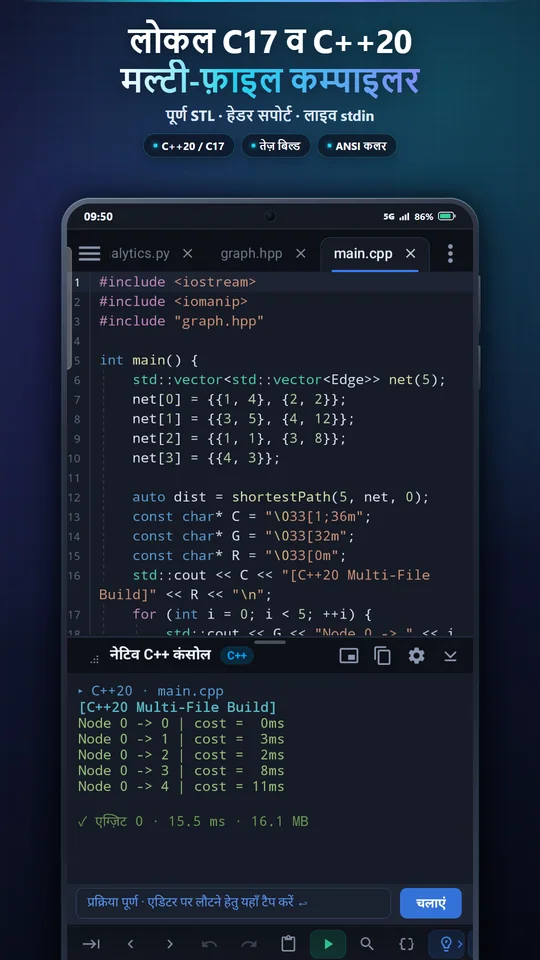 लोकल C17 व C++20
मल्टी-फ़ाइल कम्पाइलर
पूर्ण STL · हेडर सपोर्ट · लाइव stdin
C++20 / C17
तेज़ बिल्ड
ANSI कलर
09:50
5G
86%
alytics.py
graph.hpp
main.cpp
1 #include <iostream>
2 #include <iomanip>
3 #include "graph.hpp"
4
5 int main() {
6 std::vector<std::vector<Edge>> net(5);
7 net[0] = {{1, 4}, {2, 2}};
8 net[1] = {{3, 5}, {4, 12}};
9 net[2] = {{1, 1}, {3, 8}};
10 net[3] = {{4, 3}};
11
12 auto dist = shortestPath(5, net, 0);
13 const char* C = "\033[1;36m";
14 const char* G = "\033[32m";
15 const char* R = "\033[0m";
16 std::cout << C << "[C++20 Multi-File
Build]" << R << "\n";
17 for (int i = 0; i < 5; ++i) {
18 std::cout << G << "Node 0 -> " << i
नेटिव C++ कंसोल
C++
▸ C++20 · main.cpp
[C++20 Multi-File Build]
Node 0 -> 0 | cost =  0ms
Node 0 -> 1 | cost =  3ms
Node 0 -> 2 | cost =  2ms
Node 0 -> 3 | cost =  8ms
Node 0 -> 4 | cost = 11ms
✓ एग्ज़िट 0 · 15.5 ms · 16.1 MB
प्रक्रिया पूर्ण · एडिटर पर लौटने हेतु यहाँ टैप करें ↩
चलाएं